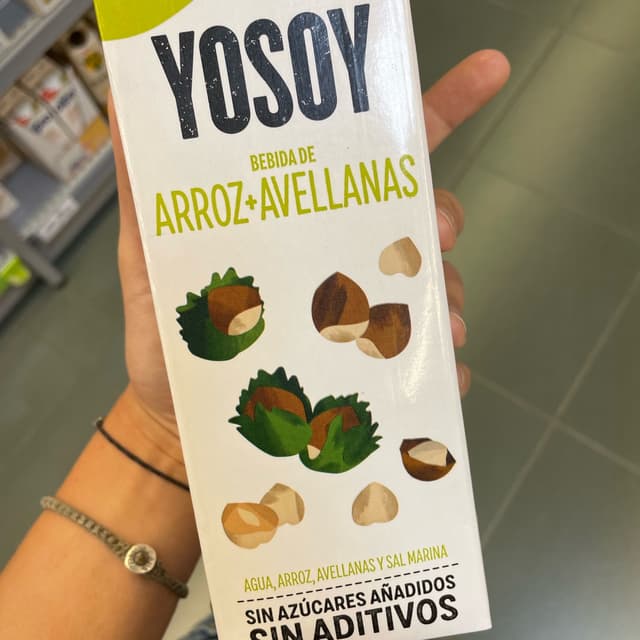 YOSOY
BEBIDA DE
ARROZ+AVELLANAS
AGUA, ARROZ, AVELLANAS Y SAL MARINA
SIN AZÚCARES AÑADIDOS
SIN ADITIVOS